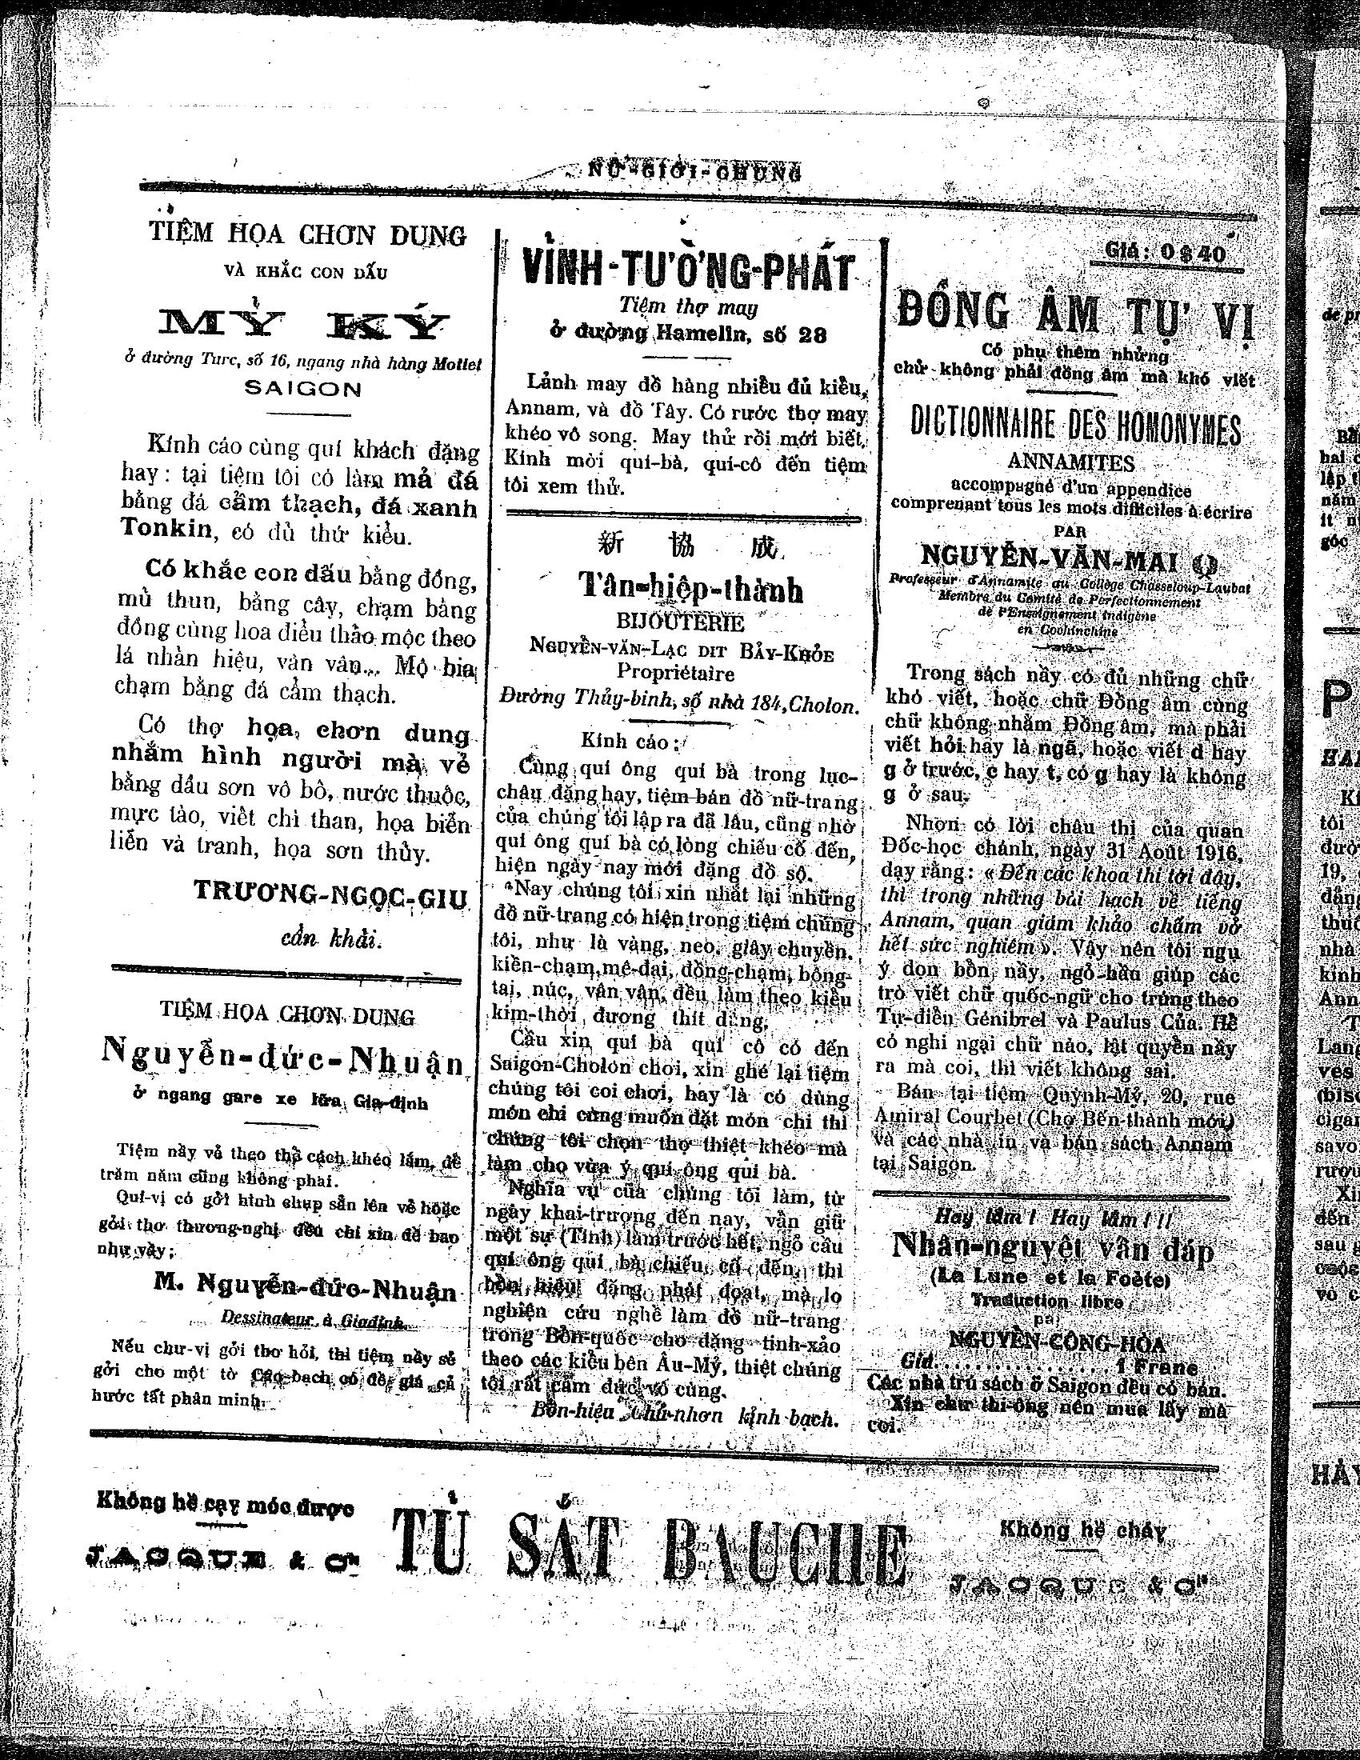 NỮ-GIỚI-CHUNG
TIỆM HỌA CHƠN DUNG
VÀ KHẮC CON DẤU
MỶ KÝ
ở đường Turc, số 16, ngang nhà hàng Mottet
SAIGON
Kính cáo cùng quí khách đặng
hay : tại tiệm tôi có làm mả đá
bằng đá cẩm thạch, đá xanh
Tonkin, có đủ thứ kiểu.
Có khắc con dấu bằng đồng,
mủ thun, bằng cây, chạm bằng
đồng cùng hoa điểu thảo mộc theo
lá nhãn hiệu, vân vân... Mộ bia
chạm bằng đá cẩm thạch.
Có thợ họa, chơn dung
nhắm hình người mà vẻ
bằng dầu sơn vô bố, nước thuốc,
mực tào, viết chì than, họa biển
liễn và tranh, họa sơn thủy.
TRƯƠNG-NGỌC-GIU
cẩn khải.
TIỆM HỌA CHƠN DUNG
Nguyễn-đức-Nhuận
ở ngang gare xe lửa, Gia-định
Tiệm nầy vẻ theo thể cách khéo lắm, để
trăm năm cũng không phai.
Quí-vị có gởi hình chụp sẳn lên vẻ hoặc
gởi thơ thương-nghị đều chi xin đề bao
như vầy ;
M. Nguyễn-đức-Nhuận
Dessinateur à Giađinh.
Nếu chư-vị gởi thơ hỏi, thì tiệm nầy sẻ
gởi cho một tờ Cáo-bạch có đề giá cả
hước tất phân minh.
VỈNH-TƯỜNG-PHÁT
Tiệm thợ may
ở đường Hamelin, số 28
Lảnh may đồ hàng nhiều đủ kiểu,
Annam, và đồ Tây. Có rước thợ may
khéo vô song. May thử rồi mới biết,
Kính mời quí-bà, quí-cô đến tiệm
tôi xem thử.
新 協 成
Tân-hiệp-thành
BIJOUTERIE
NGUYỄN-VĂN-LẠC DIT BẢY-KHỎE
Propriétaire
Đường Thủy-binh, số nhà 184, Cholon.
Kính cáo :
Cùng quí ông quí bà trong lục-
châu đặng hay, tiệm bán đồ nữ-trang
của chúng tôi lập ra đã lâu, cũng nhờ
quí ông quí bà có lòng chiếu cố đến,
hiện ngày nay mới đặng đồ sộ.
Nay chúng tôi xin nhắt lại những
đồ nữ-trang có hiện trong tiệm chúng
tôi, như là vàng, neo, giây chuyền.
kiền-chạm, mề-đai, đồng-chạm, bông-
tai, núc, vân vân, đều làm theo kiểu
kim-thời, đương thít dùng,
Cầu xin quí bà quí cô có đến
Saigon-Cholon chơi, xin ghé lại tiệm
chúng tôi coi chơi, hay là có dùng
món chi cùng muốn đặt món chi thì
chúng tôi chọn thợ thiệt khéo mà
làm cho vừa ý quí ông quí bà.
Nghĩa vụ của chúng tôi làm, từ
ngày khai-trương đến nay, vẫn giữ
một sự (Tính) làm trước hết, ngỏ cầu
quí ông quí bà chiếu cố đến, thì
bổn hiệu đặng phát đoạt, mà lo
nghiên cứu nghề làm đồ nữ-trang
trong Bổn-quốc cho đặng tinh-xảo
theo các kiểu bên Âu-Mỹ, thiệt chúng
tôi rất cảm đức vô cùng.
Bổn-hiệu Chủ-nhơn kính bạch.
Giá : 0 $ 40
ĐỒNG ÂM TỰ VỊ
Có phụ thêm những
chữ không phải đồng âm mà khó viết
DICTIONNAIRE DES HOMONYMES
ANNAMITES
accompagné d'un appendice
comprenant tous les mots difficiles à écrire
PAR
NGUYỄN-VĂN-MAI
Professeur d'Annamite au Collège Chasseloup-Laubat
Membre du Comité de Perfectionnement
de l'Enseignement indigène
en Cochinchine
Trong sách nầy có đủ những chữ
khó viết, hoặc chữ Đồng âm cùng
chữ không nhằm Đồng âm, mà phải
viết hỏi hay là ngã, hoặc viết d hay
g ở trước, c hay t, có g hay là không
g ở sau.
Nhơn có lời châu thị của quan
Đốc-học chánh, ngày 31 Août 1916,
dạy rằng : « Đến các khoa thi tới đây,
thì trong những bài hạch về tiếng
Annam, quan giám khảo chấm vở
hết sức nghiêm ». Vậy nên tôi ngụ
ý dọn bổn nầy, ngỏ-hầu giúp các
trò viết chữ quốc-ngữ cho trúng theo
Tự-điển Génibrel và Paulus Của. Hễ
có nghi ngại chữ nào, lật quyển nầy
ra mà coi, thì viết không sai.
Bán tại tiệm Quỳnh-Mỹ, 20, rue
Amiral Courbet (Chợ Bến-thành mới)
và các nhà in và bán sách Annam
tại Saigon.
Hay lắm ! Hay lắm ! ! !
Nhân-nguyệt vấn đáp
(La Lune et la Poète)
Traduction libre
par
NGUYỄN-CÔNG-HÒA
Giá.................. 1 Franc
Các nhà trủ sách ở Saigon đều có bán.
Xin chư thi-ông nên mua lấy mà
coi.
Không hề cạy móc được
JACQUE & Cie
TỦ SẮT BAUCHE
Không hề cháy
JACQUE & Cie